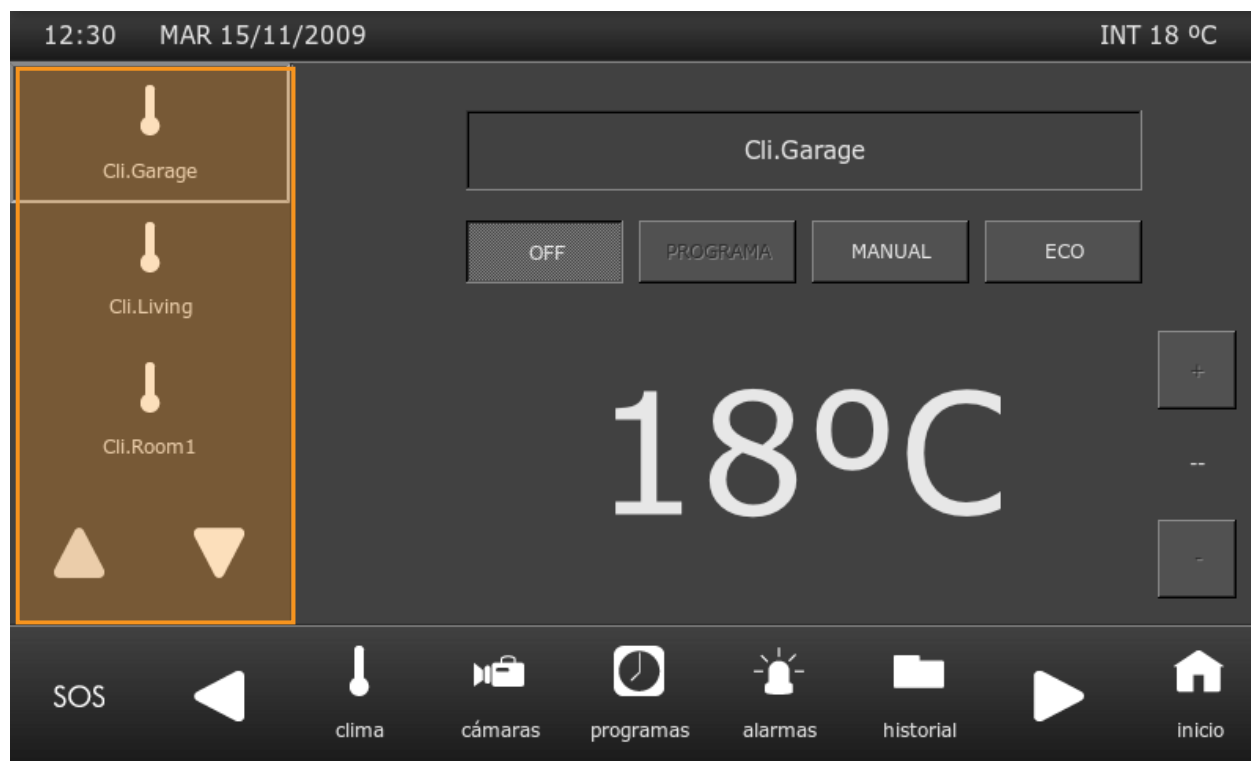 12:30 MAR 15/11/2009 INT 18 ºC
Cli.Garage
Cli.Living
Cli.Room1
Cli.Garage
OFF PROGRAMA MANUAL ECO
18ºC
+
--
-
SOS
clima cámaras programas alarmas historial inicio